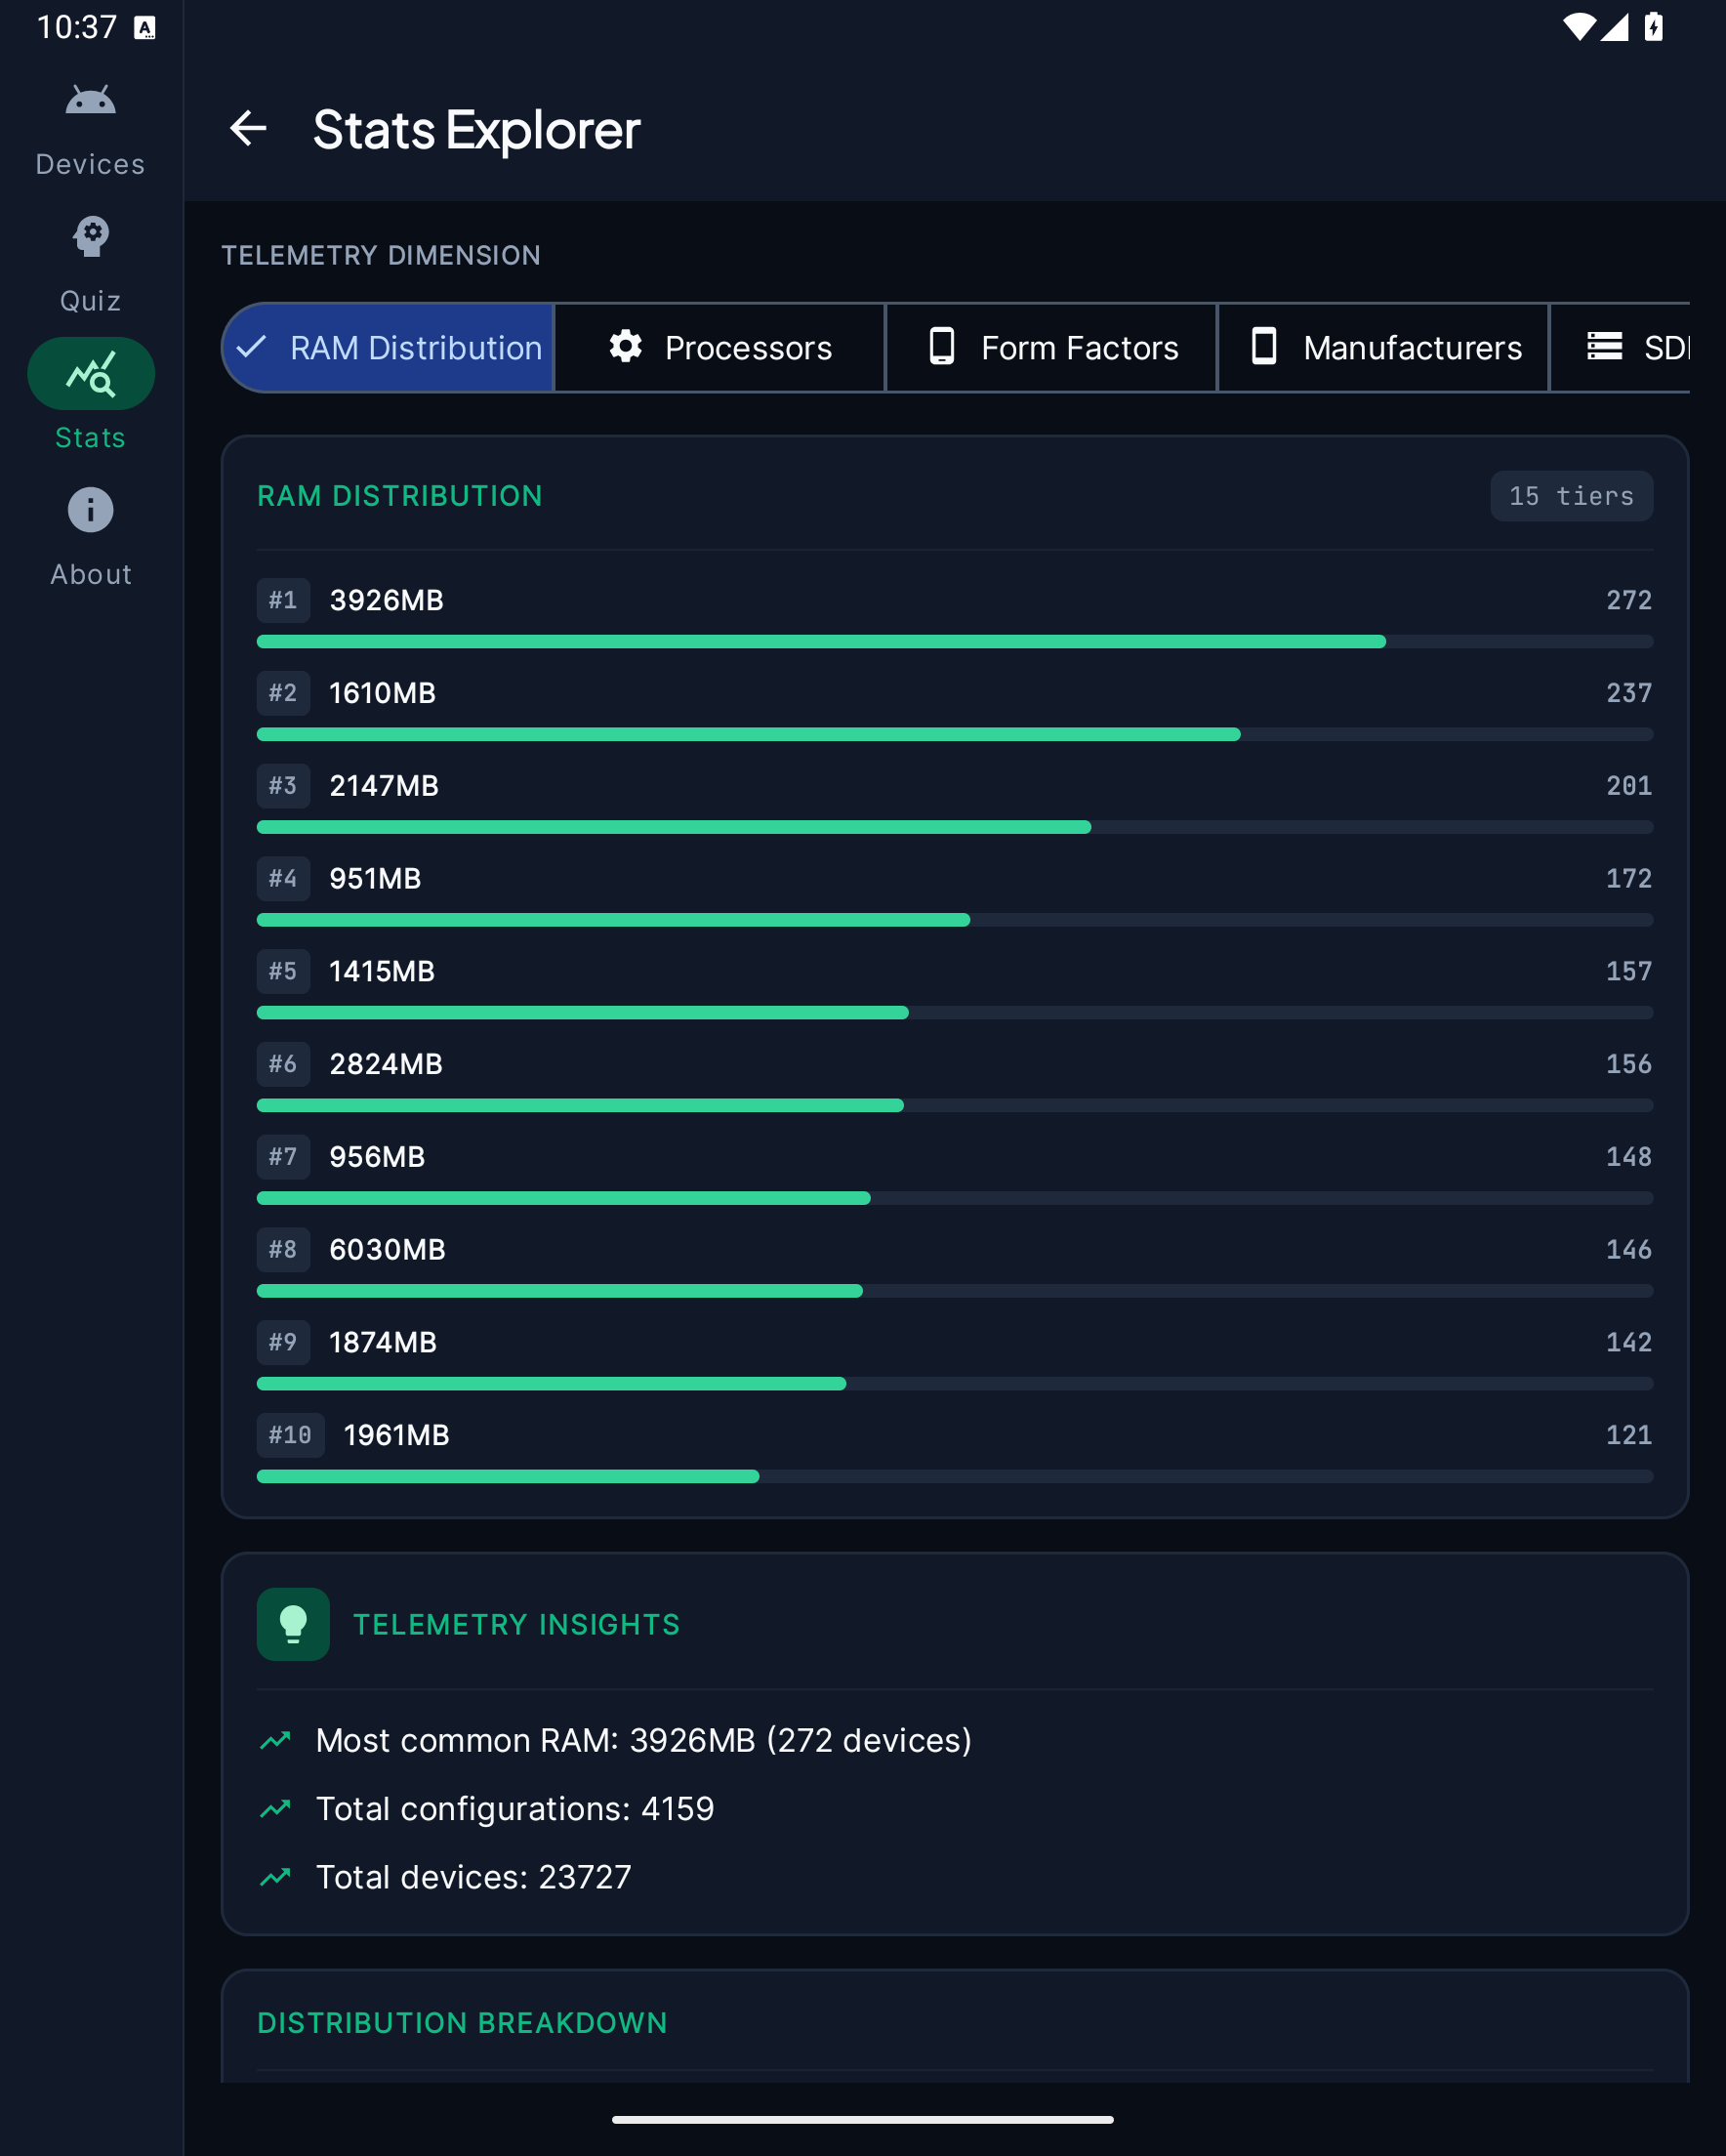 10:37
Devices
Quiz
Stats
About
Stats Explorer
TELEMETRY DIMENSION
RAM Distribution
Processors
Form Factors
Manufacturers
RAM DISTRIBUTION
15 tiers
#1 3926MB 272
#2 1610MB 237
#3 2147MB 201
#4 951MB 172
#5 1415MB 157
#6 2824MB 156
#7 956MB 148
#8 6030MB 146
#9 1874MB 142
#10 1961MB 121
TELEMETRY INSIGHTS
Most common RAM: 3926MB (272 devices)
Total configurations: 4159
Total devices: 23727
DISTRIBUTION BREAKDOWN